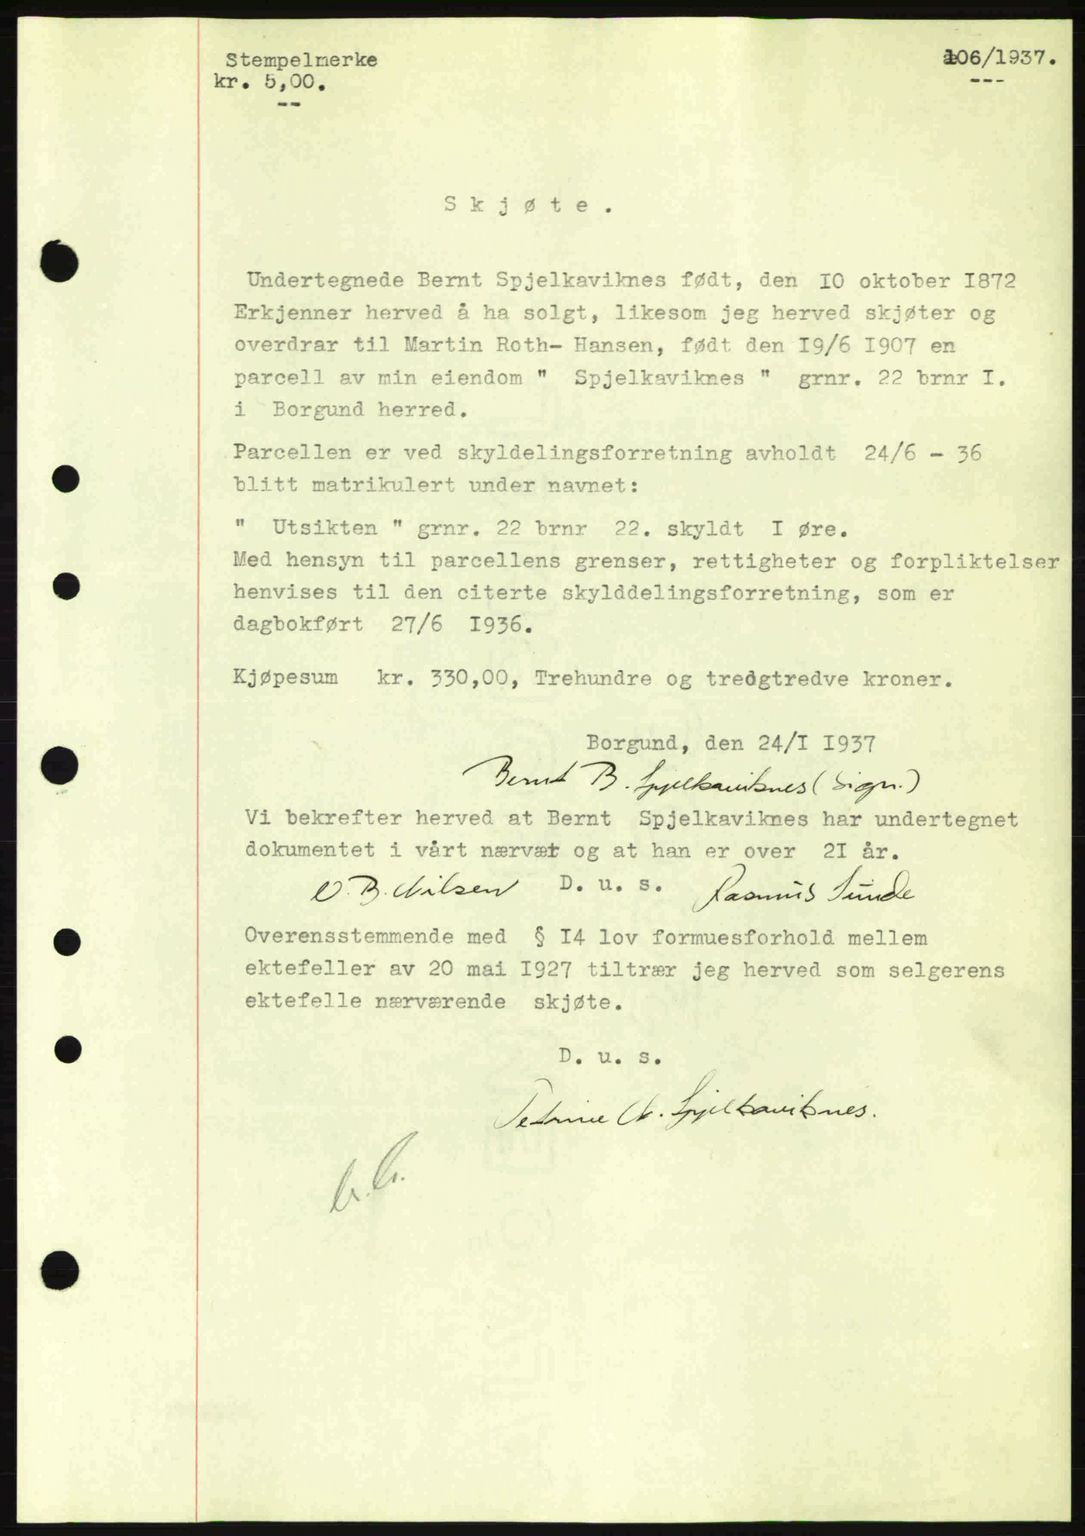 Stempelmerke
kr. 5,00.
--
106/1937.
---
Skjøte.
Undertegnede Bernt Spjelkaviknes født, den 10 oktober 1872
Erkjenner herved å ha solgt, likesom jeg herved skjøter og
overdrar til Martin Roth- Hansen, født den 19/6 1907 en
parcell av min eiendom " Spjelkaviknes " grnr. 22 brnr I.
i Borgund herred.
Parcellen er ved skyldelingsforretning avholdt 24/6 - 36
blitt matrikulert under navnet:
" Utsikten " grnr. 22 brnr 22. skyldt I øre.
Med hensyn til parcellens grenser, rettigheter og forpliktelser
henvises til den citerte skylddelingsforretning, som er
dagbokført 27/6 1936.
Kjøpesum kr. 330,00, Trehundre og tredgtredve kroner.
Borgund, den 24/I 1937
Bernt B. Spjelkaviknes (sign.)
Vi bekrefter herved at Bernt Spjelkaviknes har undertegnet
dokumentet i vårt nærvær og at han er over 21 år.
D. u. s.
O. B. Nilsen Rasmus Sunde
Overensstemmende med § 14 lov formuesforhold mellem
ektefeller av 20 mai 1927 tiltrær jeg herved som selgerens
ektefelle nærværende skjøte.
D. u. s.
Petrine A. Spjelkaviknes.